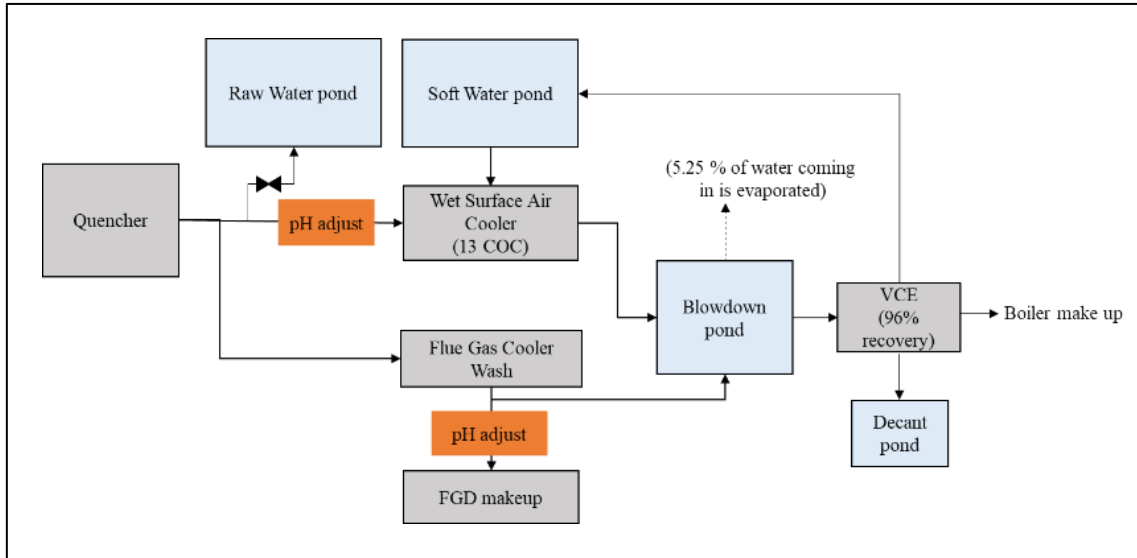 Raw Water pond
Soft Water pond
(5.25 % of water coming
in is evaporated)
Quencher
pH adjust
Wet Surface Air
Cooler
(13 COC)
Blowdown
pond
VCE
(96%
recovery)
Boiler make up
Flue Gas Cooler
Wash
pH adjust
Decant
pond
FGD makeup